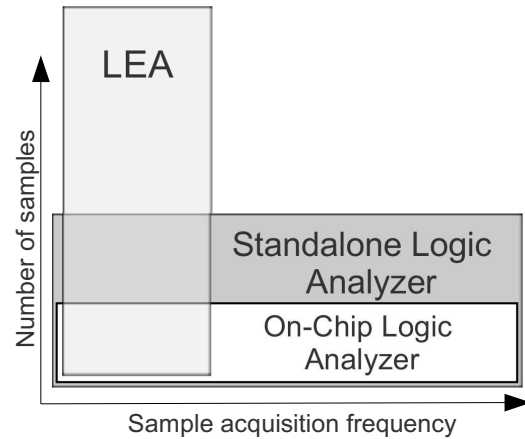 LEA
Number of samples
Standalone Logic
Analyzer
On-Chip Logic
Analyzer
Sample acquisition frequency